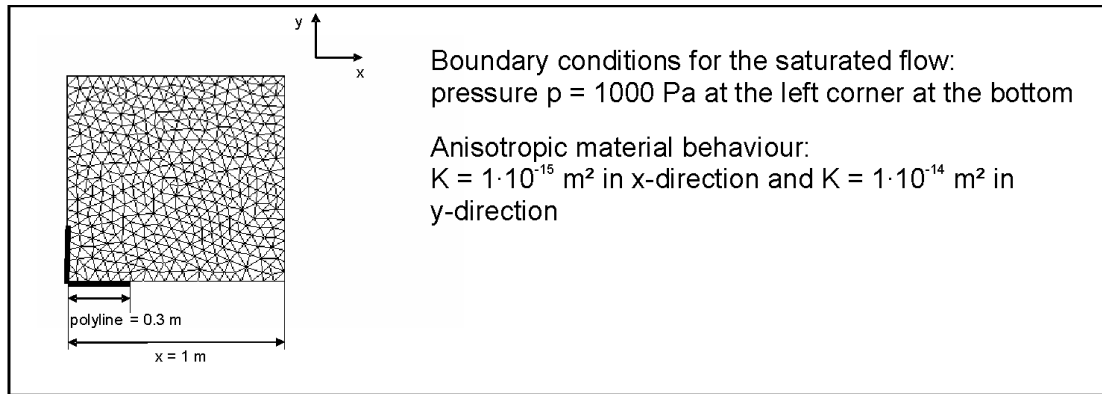 y
x
Boundary conditions for the saturated flow:
pressure p = 1000 Pa at the left corner at the bottom
Anisotropic material behaviour:
K = 1·10⁻¹⁵ m² in x-direction and K = 1·10⁻¹⁴ m² in
y-direction
polyline = 0.3 m
x = 1 m